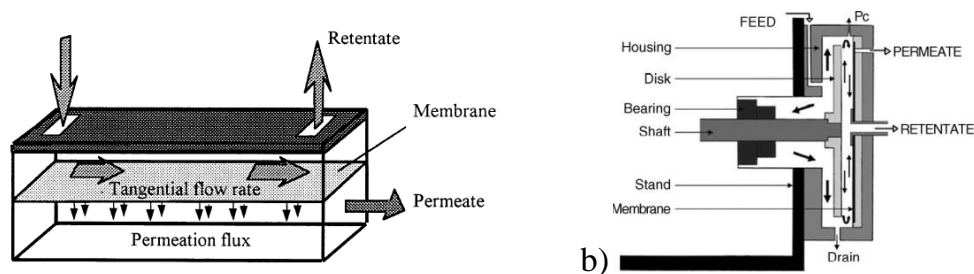 Retentate
Membrane
Tangential flow rate
Permeate
Permeation flux
b)
FEED
Pc
Housing
PERMEATE
Disk
Bearing
Shaft
RETENTATE
Stand
Membrane
Drain